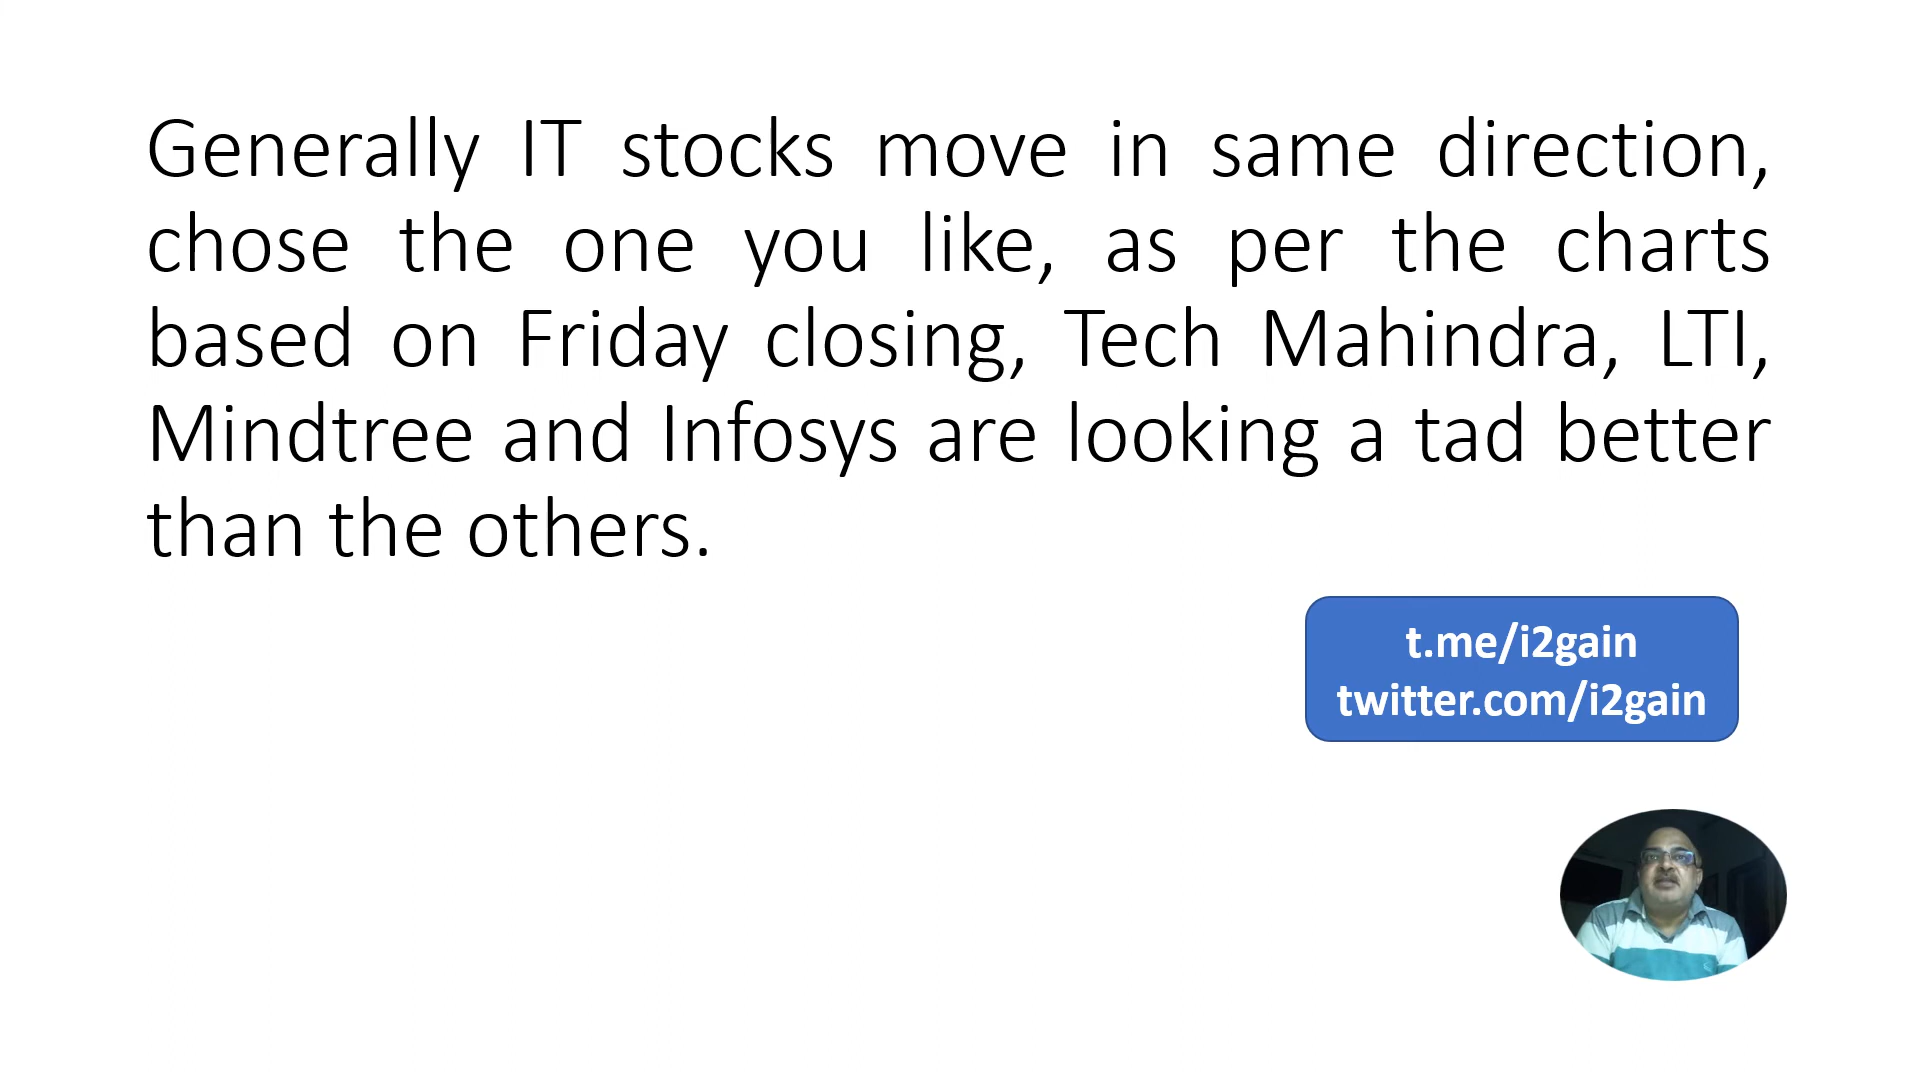 Generally IT stocks move in same direction,
chose the one you like, as per the charts
based on Friday closing, Tech Mahindra, LTI,
Mindtree and Infosys are looking a tad better
than the others.
t.me/i2gain
twitter.com/i2gain